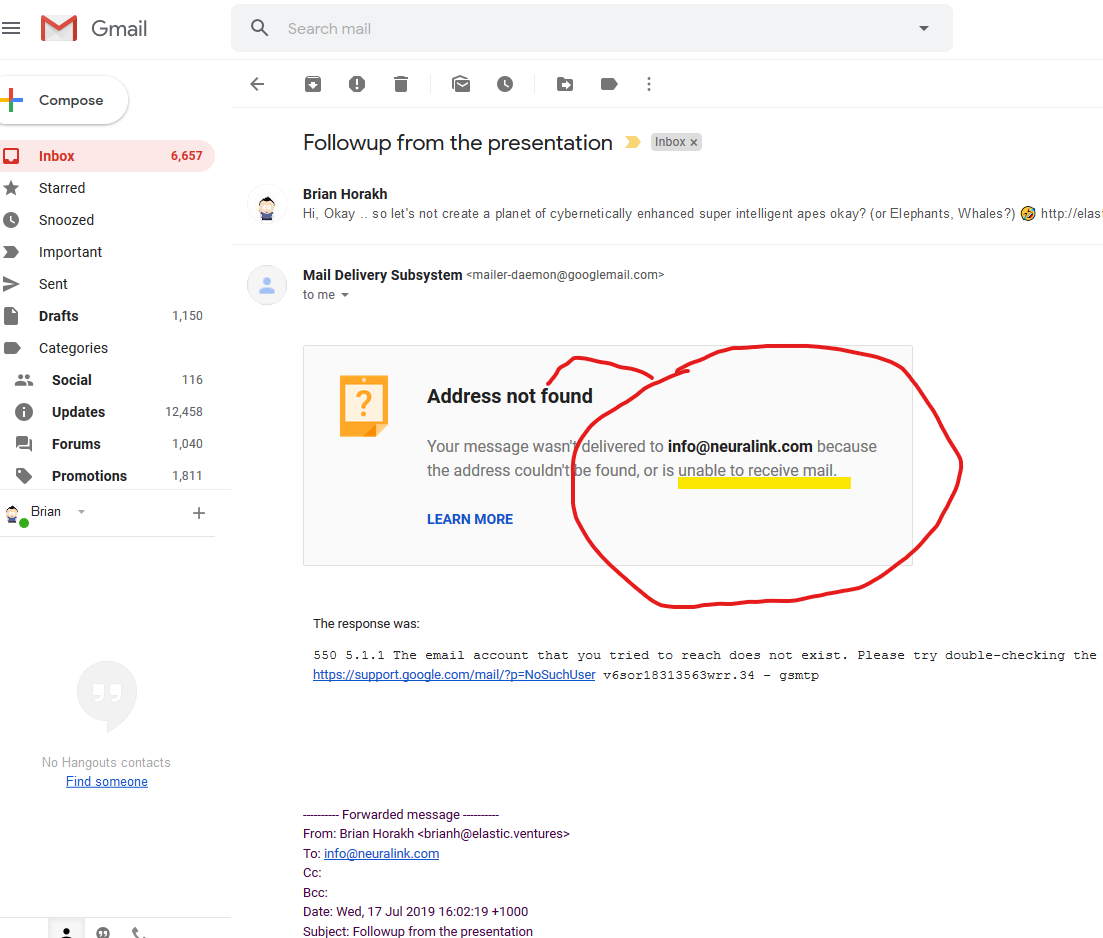 Gmail
Search mail
Compose
Followup from the presentation Inbox x
Inbox 6,657
Starred
Snoozed
Important
Sent
Drafts 1,150
Categories
Social 116
Updates 12,458
Forums 1,040
Promotions 1,811
Brian
No Hangouts contacts
Find someone
Brian Horakh
Hi, Okay .. so let's not create a planet of cybernetically enhanced super intelligent apes okay? (or Elephants, Whales?) 🤣 http://elas
Mail Delivery Subsystem <mailer-daemon@googlemail.com>
to me
Address not found
Your message wasn't delivered to info@neuralink.com because
the address couldn't be found, or is unable to receive mail.
LEARN MORE
The response was:
550 5.1.1 The email account that you tried to reach does not exist. Please try double-checking the
https://support.google.com/mail/?p=NoSuchUser v6sor18313563wrr.34 - gsmtp
---------- Forwarded message ----------
From: Brian Horakh <brianh@elastic.ventures>
To: info@neuralink.com
Cc:
Bcc:
Date: Wed, 17 Jul 2019 16:02:19 +1000
Subject: Followup from the presentation